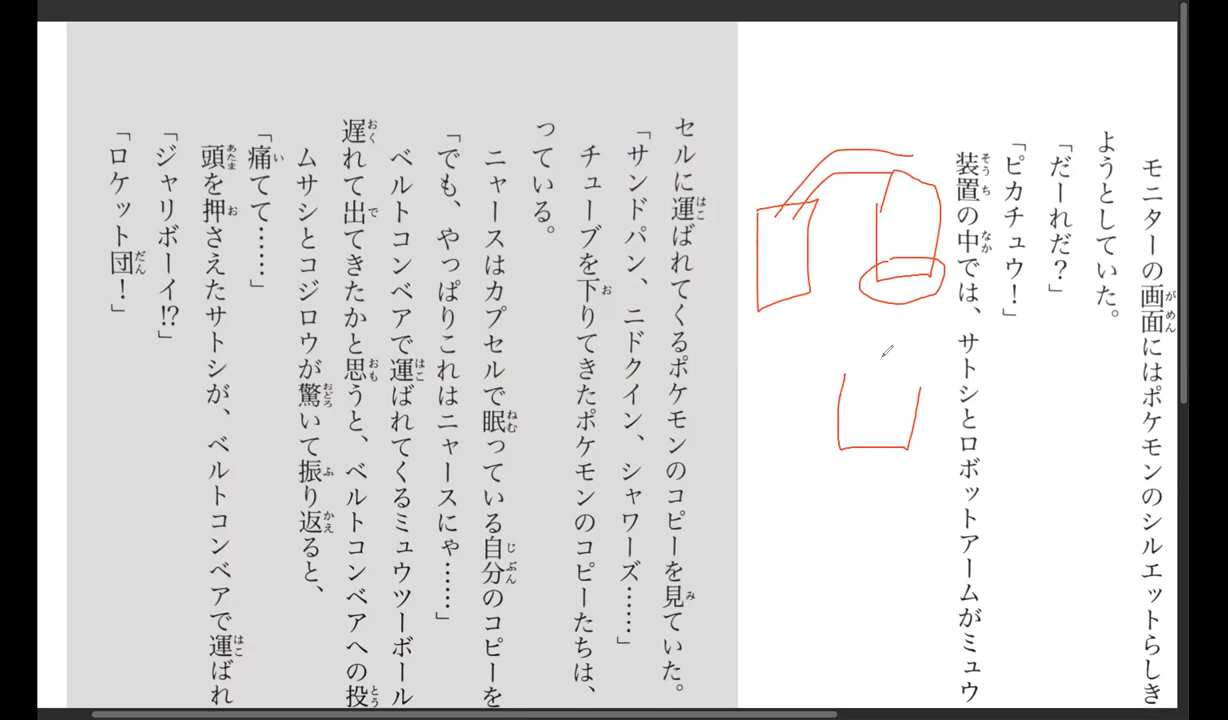 モニターの画面にはポケモンのシルエットらしき
ようとしていた。
「だーれだ？」
「ピカチュウ！」
装置の中では、サトシとロボットアームがミュウ
セルに運ばれてくるポケモンのコピーを見ていた。
「サンドパン、ニドクイン、シャワーズ……」
チューブを下りてきたポケモンのコピーたちは、
っている。
ニャースはカプセルで眠っている自分のコピーを
「でも、やっぱりこれはニャースにゃ……」
ベルトコンベアで運ばれてくるミュウツーボール
遅れて出てきたかと思うと、ベルトコンベアへの投
ムサシとコジロウが驚いて振り返ると、
「痛てて……」
頭を押さえたサトシが、ベルトコンベアで運ばれ
「ジャリボーイ!?」
「ロケット団！」